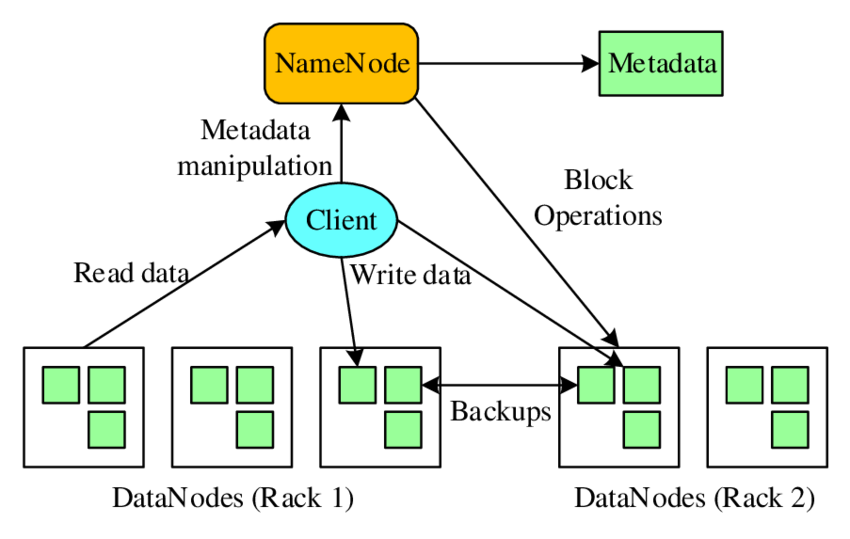 NameNode
Metadata
Metadata
manipulation
Block
Operations
Client
Read data
Write data
Backups
DataNodes (Rack 1)
DataNodes (Rack 2)